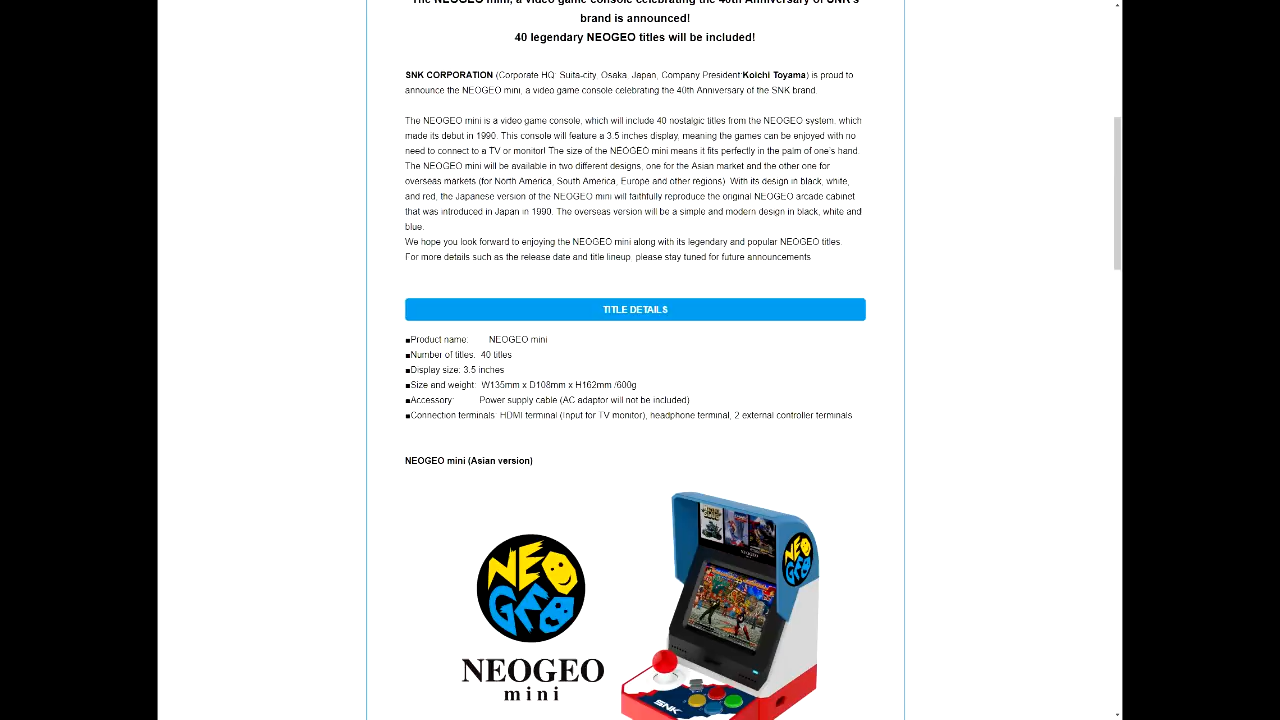 The NEOGEO mini, a video game console celebrating the 40th Anniversary of SNK's
brand is announced!
40 legendary NEOGEO titles will be included!
SNK CORPORATION (Corporate HQ: Suita-city, Osaka, Japan, Company President:Koichi Toyama) is proud to
announce the NEOGEO mini, a video game console celebrating the 40th Anniversary of the SNK brand.
The NEOGEO mini is a video game console, which will include 40 nostalgic titles from the NEOGEO system, which
made its debut in 1990. This console will feature a 3.5 inches display, meaning the games can be enjoyed with no
need to connect to a TV or monitor! The size of the NEOGEO mini means it fits perfectly in the palm of one's hand.
The NEOGEO mini will be available in two different designs, one for the Asian market and the other one for
overseas markets (for North America, South America, Europe and other regions). With its design in black, white,
and red, the Japanese version of the NEOGEO mini will faithfully reproduce the original NEOGEO arcade cabinet
that was introduced in Japan in 1990. The overseas version will be a simple and modern design in black, white and
blue.
We hope you look forward to enjoying the NEOGEO mini along with its legendary and popular NEOGEO titles.
For more details such as the release date and title lineup, please stay tuned for future announcements
TITLE DETAILS
■Product name: NEOGEO mini
■Number of titles: 40 titles
■Display size: 3.5 inches
■Size and weight: W135mm x D108mm x H162mm /600g
■Accessory: Power supply cable (AC adaptor will not be included)
■Connection terminals: HDMI terminal (Input for TV monitor), headphone terminal, 2 external controller terminals
NEOGEO mini (Asian version)
NEO
GEO
NEOGEO
mini
NEO
GEO
SNK